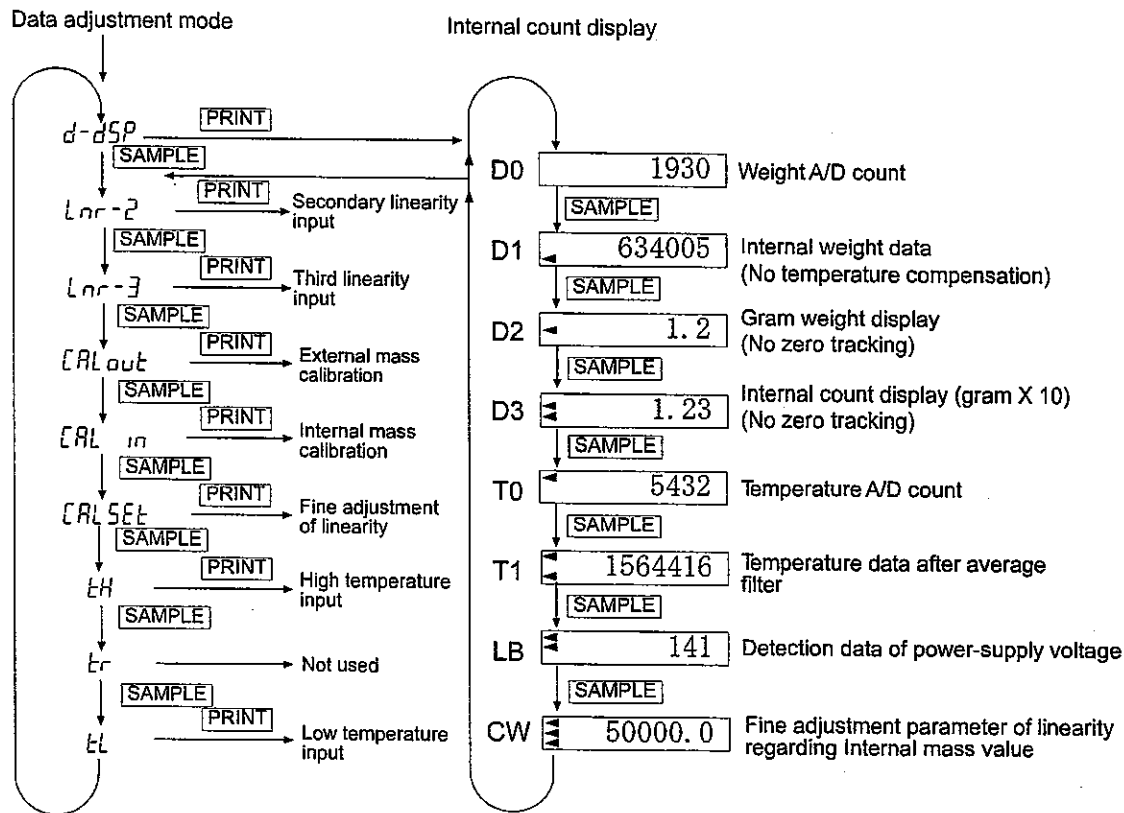 Data adjustment mode
d-dSP
PRINT
SAMPLE
PRINT
Lnr-2
Secondary linearity
input
SAMPLE
PRINT
Lnr-3
Third linearity
input
SAMPLE
PRINT
CALout
External mass
calibration
SAMPLE
PRINT
CAL in
Internal mass
calibration
SAMPLE
PRINT
CALSEt
Fine adjustment
of linearity
SAMPLE
PRINT
tH
High temperature
input
SAMPLE
tr
Not used
SAMPLE
PRINT
tL
Low temperature
input
Internal count display
D0 1930 Weight A/D count
SAMPLE
D1 634005 Internal weight data
(No temperature compensation)
SAMPLE
D2 1.2 Gram weight display
(No zero tracking)
SAMPLE
D3 1.23 Internal count display (gram X 10)
(No zero tracking)
SAMPLE
T0 5432 Temperature A/D count
SAMPLE
T1 1564416 Temperature data after average
filter
SAMPLE
LB 141 Detection data of power-supply voltage
SAMPLE
CW 50000.0 Fine adjustment parameter of linearity
regarding Internal mass value